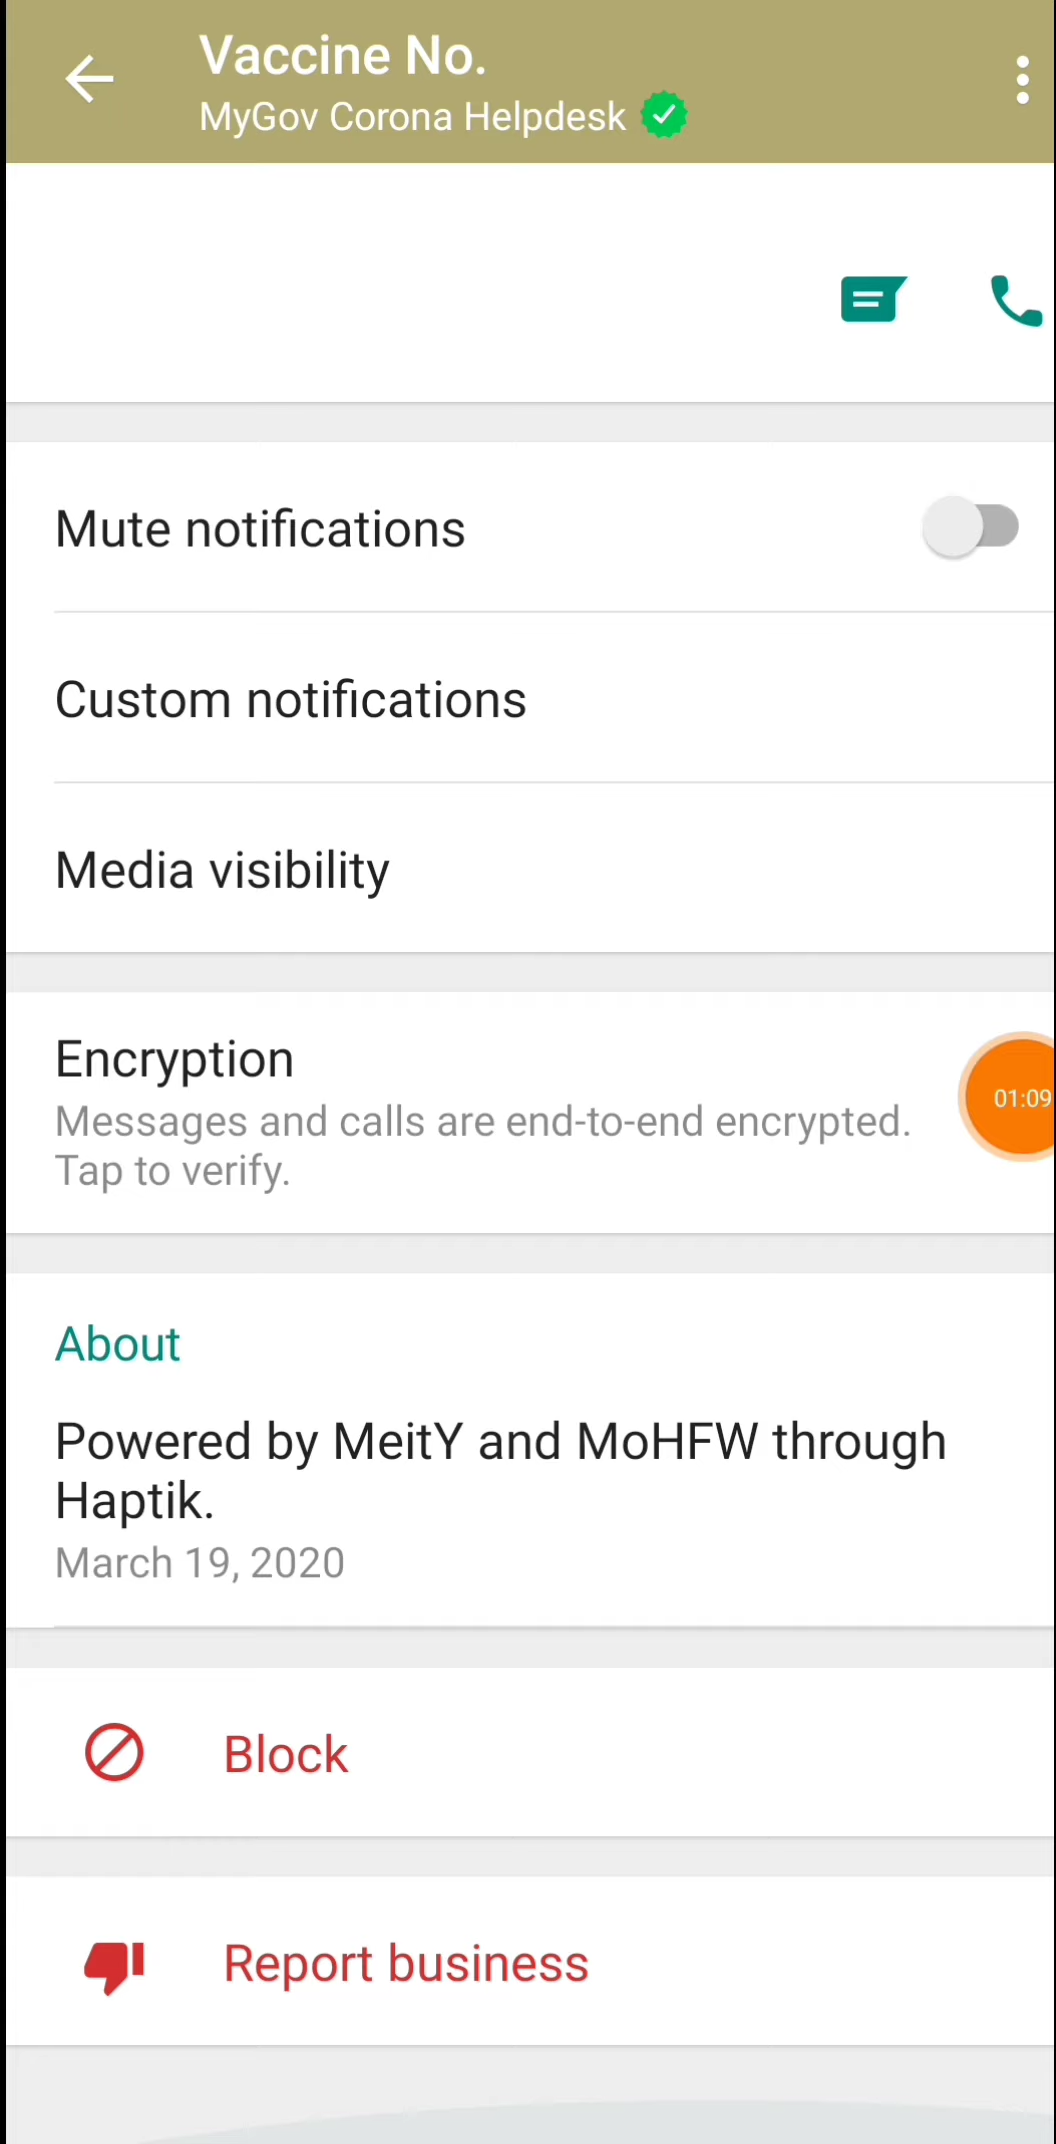 Vaccine No.
MyGov Corona Helpdesk
Mute notifications
Custom notifications
Media visibility
Encryption
Messages and calls are end-to-end encrypted.
Tap to verify.
01:09
About
Powered by MeitY and MoHFW through
Haptik.
March 19, 2020
Block
Report business